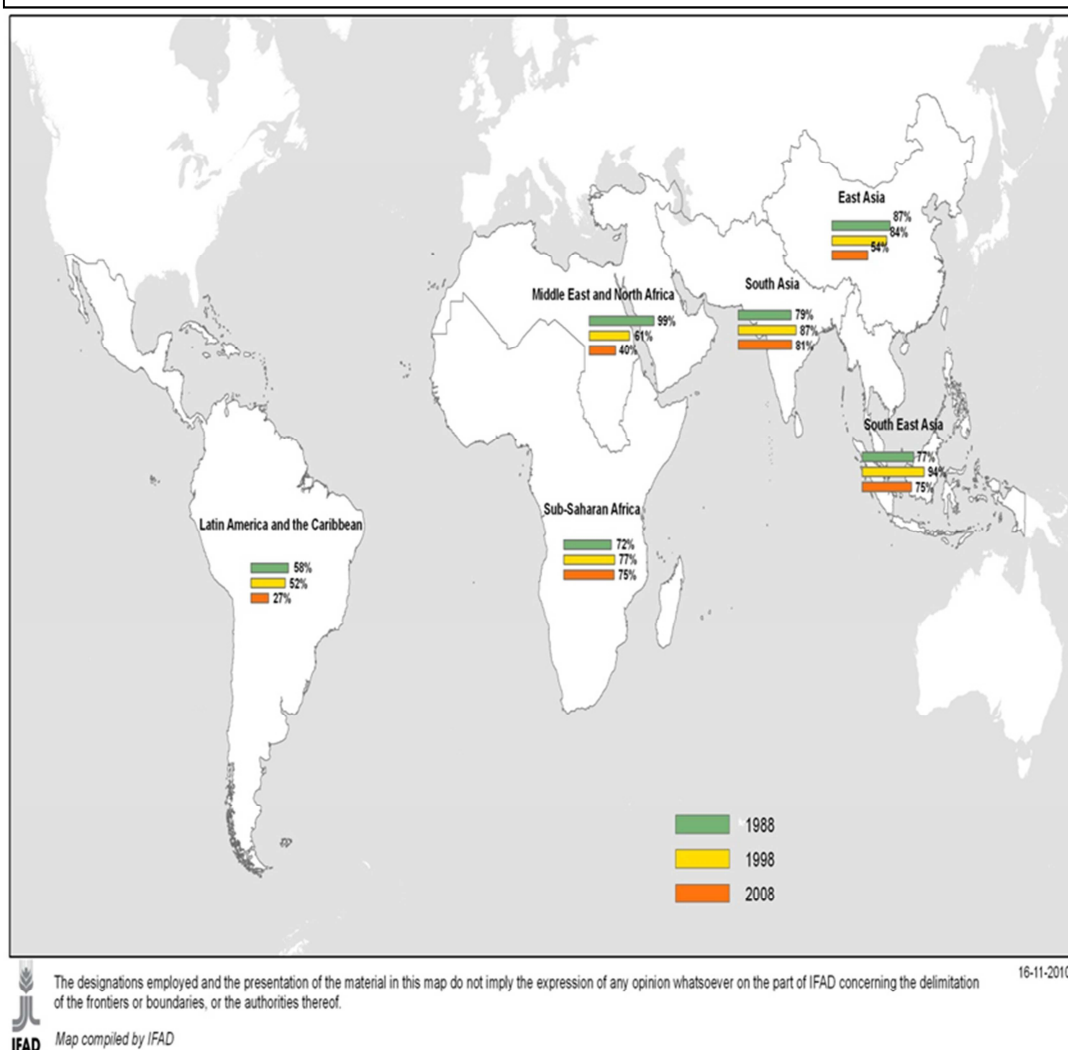 East Asia
87%
84%
54%
South Asia
79%
87%
81%
Middle East and North Africa
99%
61%
40%
South East Asia
77%
94%
75%
Sub-Saharan Africa
72%
77%
75%
Latin America and the Caribbean
58%
52%
27%
1988
1998
2008
16-11-2010
The designations employed and the presentation of the material in this map do not imply the expression of any opinion whatsoever on the part of IFAD concerning the delimitation
of the frontiers or boundaries, or the authorities thereof.
Map compiled by IFAD
IFAD